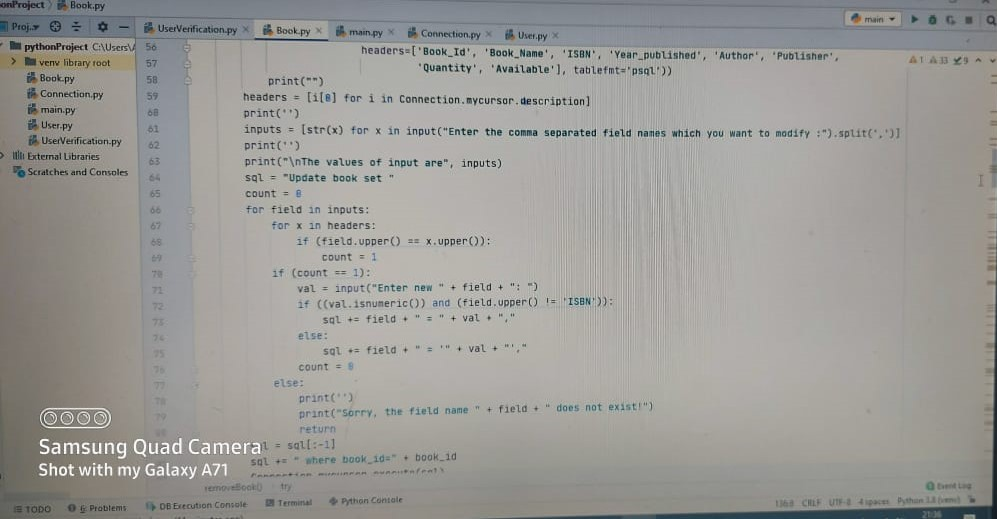 onProject > Book.py
main
Proj..
UserVerification.py × Book.py × main.py × Connection.py × User.py ×
pythonProject C:\Users\A
venv library root
Book.py
Connection.py
main.py
User.py
UserVerification.py
External Libraries
Scratches and Consoles
1 33 9
56 headers=['Book_Id', 'Book_Name', 'ISBN', 'Year_published', 'Author', 'Publisher',
57 'Quantity', 'Available'], tablefmt='psql'))
58 print("")
59 headers = [i[0] for i in Connection.mycursor.description]
60 print('')
61 inputs = [str(x) for x in input("Enter the comma separated field names which you want to modify :").split(',')]
62 print('')
63 print("\nThe values of input are", inputs)
64 sql = "Update book set "
65 count = 0
66 for field in inputs:
67 for x in headers:
68 if (field.upper() == x.upper()):
69 count = 1
70 if (count == 1):
71 val = input("Enter new " + field + ": ")
72 if ((val.isnumeric()) and (field.upper() != 'ISBN')):
73 sql += field + " = " + val + ","
74 else:
75 sql += field + " = '" + val + "',"
76 count = 0
77 else:
78 print('')
79 print("Sorry, the field name " + field + " does not exist!")
return
= sql[:-1]
sql += " where book_id=" + book_id
Samsung Quad Camera
Shot with my Galaxy A71
removeBook() > try
TODO 6: Problems DB Execution Console Terminal Python Console Event Log
CRLF UTF-8 4 spaces Python 3.8 (venv)
21:36